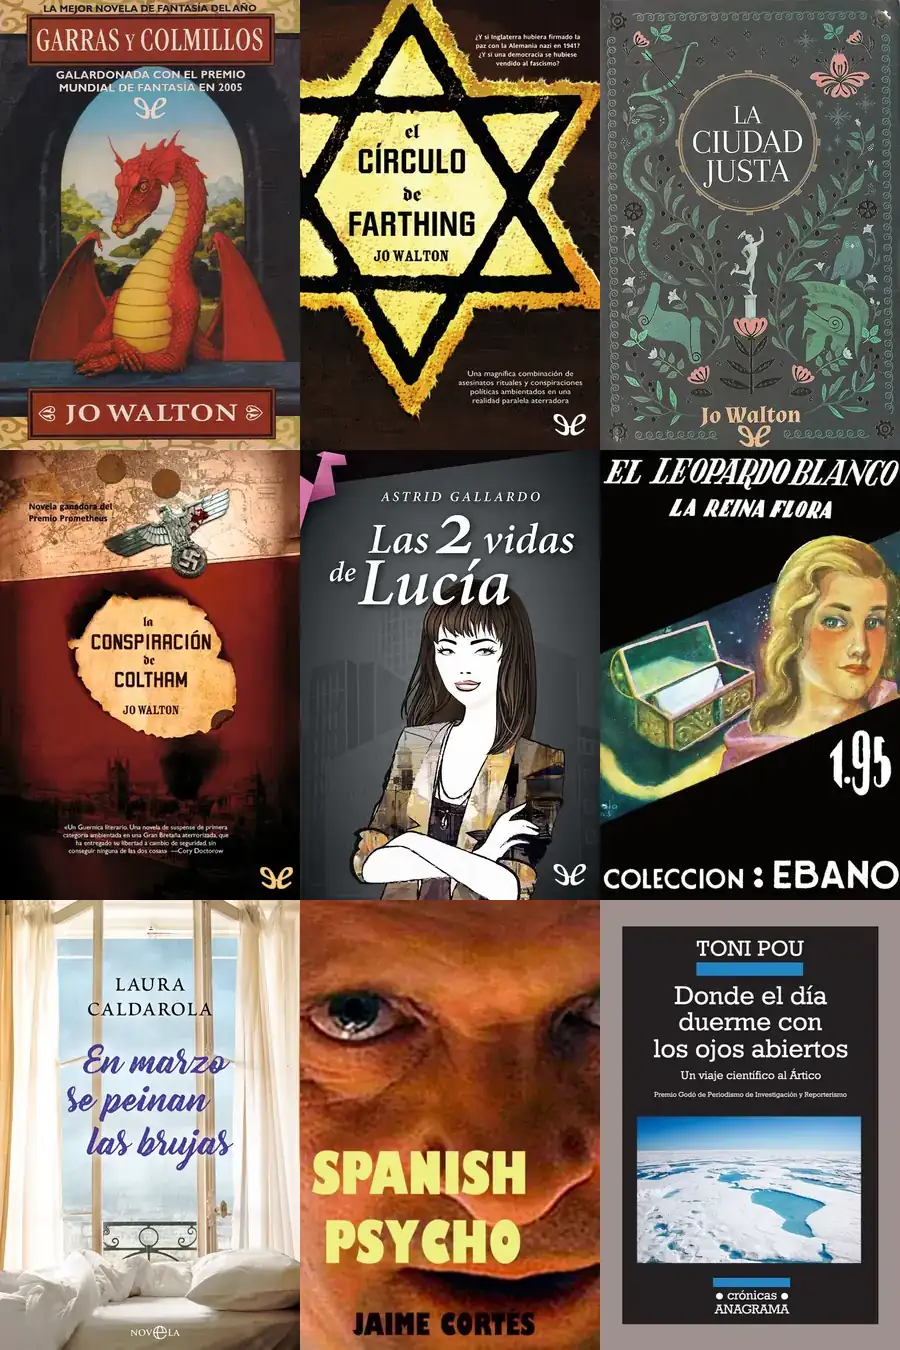 LA MEJOR NOVELA DE FANTASÍA DEL AÑO
GARRAS Y COLMILLOS
GALARDONADA CON EL PREMIO
MUNDIAL DE FANTASÍA EN 2005
JO WALTON
¿Y si Inglaterra hubiera firmado la
paz con la Alemania nazi en 1941?
¿Y si una democracia se hubiese
vendido al fascismo?
el
CÍRCULO
de
FARTHING
JO WALTON
Una magnífica combinación de
asesinatos rituales y conspiraciones
políticas ambientados en una
realidad paralela aterradora
LA
CIUDAD
JUSTA
Jo Walton
Novela ganadora del
Premio Prometheus
la
CONSPIRACIÓN
de
COLTHAM
JO WALTON
«Un Guernica literario. Una novela de suspense de primera
categoría ambientada en una Gran Bretaña aterrorizada, que
ha entregado su libertad a cambio de seguridad, sin
conseguir ninguna de las dos cosas» —Cory Doctorow
ASTRID GALLARDO
Las 2 vidas
de Lucía
EL LEOPARDO BLANCO
LA REINA FLORA
1.95
COLECCION : EBANO
LAURA
CALDAROLA
En marzo
se peinan
las brujas
NOVELA
SPANISH
PSYCHO
JAIME CORTÉS
TONI POU
Donde el día
duerme con
los ojos abiertos
Un viaje científico al Ártico
Premio Godó de Periodismo de Investigación y Reporterismo
crónicas
ANAGRAMA